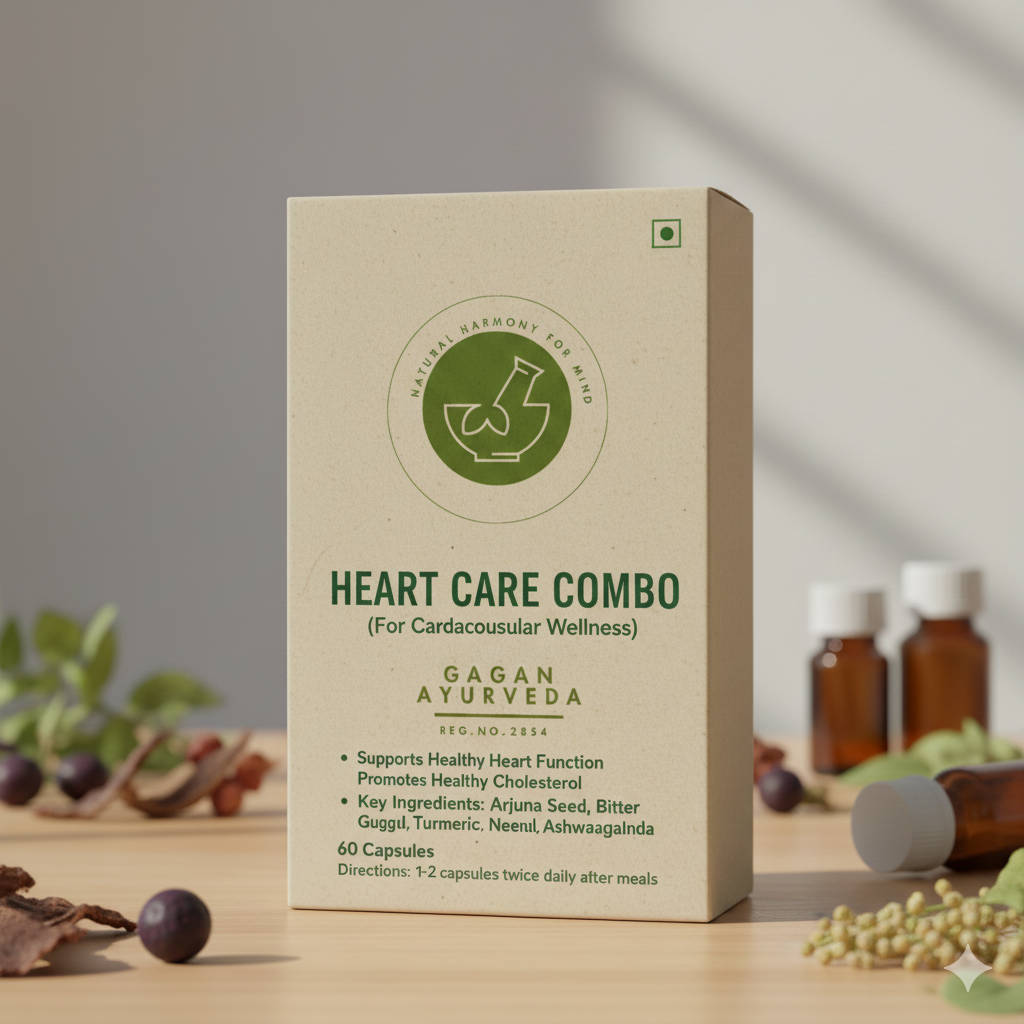 NATURAL HARMONY FOR MIND
HEART CARE COMBO
(For Cardacousular Wellness)
GAGAN
AYURVEDA
REG.NO.2854
• Supports Healthy Heart Function
Promotes Healthy Cholesterol
• Key Ingredients: Arjuna Seed, Bitter
Guggul, Turmeric, Neenl, Ashwaagalnda
60 Capsules
Directions: 1-2 capsules twice daily after meals